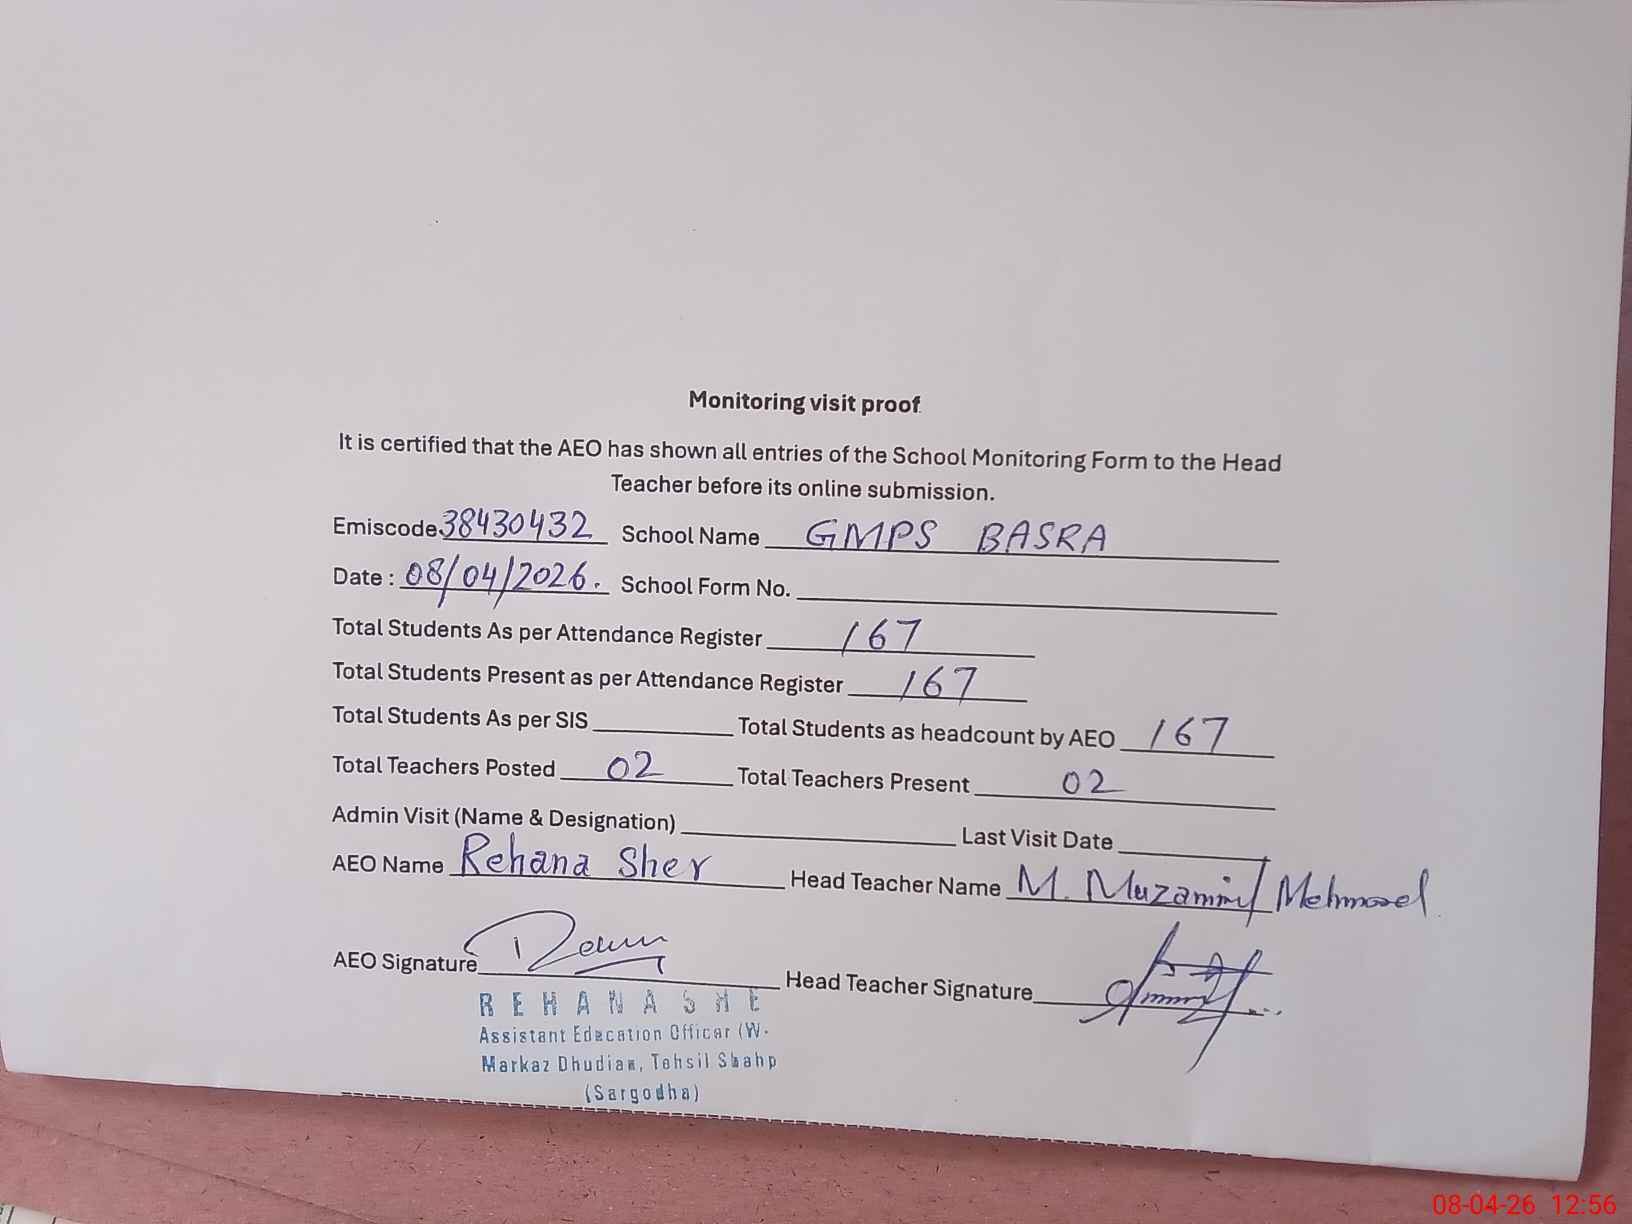 Monitoring visit proof
It is certified that the AEO has shown all entries of the School Monitoring Form to the Head
Teacher before its online submission.
Emiscode 38430432 School Name GMPS BASRA
Date : 08/04/2026. School Form No.
Total Students As per Attendance Register 167
Total Students Present as per Attendance Register 167
Total Students As per SIS Total Students as headcount by AEO 167
Total Teachers Posted 02 Total Teachers Present 02
Admin Visit (Name & Designation) Last Visit Date
AEO Name Rehana Sher Head Teacher Name M. Muzammil Mehmood
AEO Signature Head Teacher Signature
REHANA SHE
Assistant Education Officer (W-
Markaz Dhudian, Tehsil Shahp
(Sargodha)
08-04-26 12:56